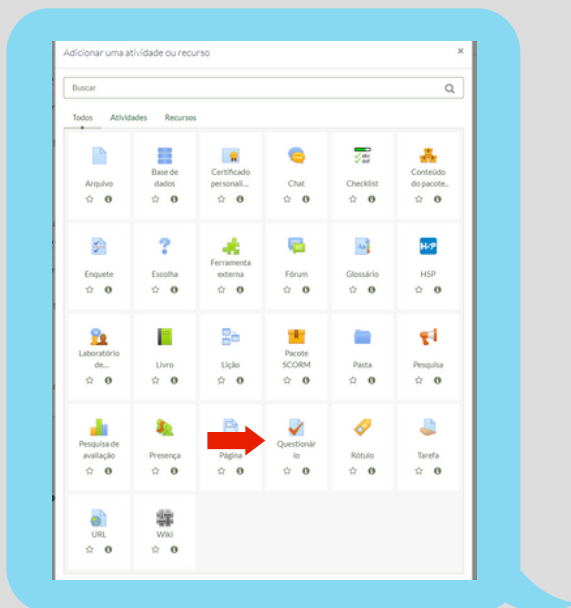 Adicionar uma atividade ou recurso ×
Buscar
Todos Atividades Recursos
Arquivo
Base de
dados
Certificado
personali...
Chat
Checklist
Conteúdo
do pacote...
Enquete
Escolha
Ferramenta
externa
Fórum
Glossário
H5P
Laboratório
de...
Livro
Lição
Pacote
SCORM
Pasta
Pesquisa
Pesquisa de
avaliação
Presença
Página
Questionár
io
Rótulo
Tarefa
URL
Wiki